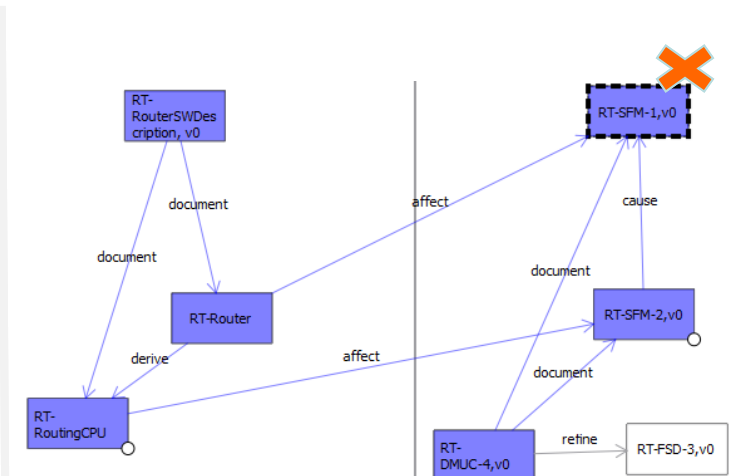 RT-
RouterSWDes
cription, v0
RT-SFM-1,v0
document
affect
cause
document
document
RT-Router
RT-SFM-2,v0
derive
affect
document
RT-
RoutingCPU
RT-
DMUC-4,v0
refine
RT-FSD-3,v0